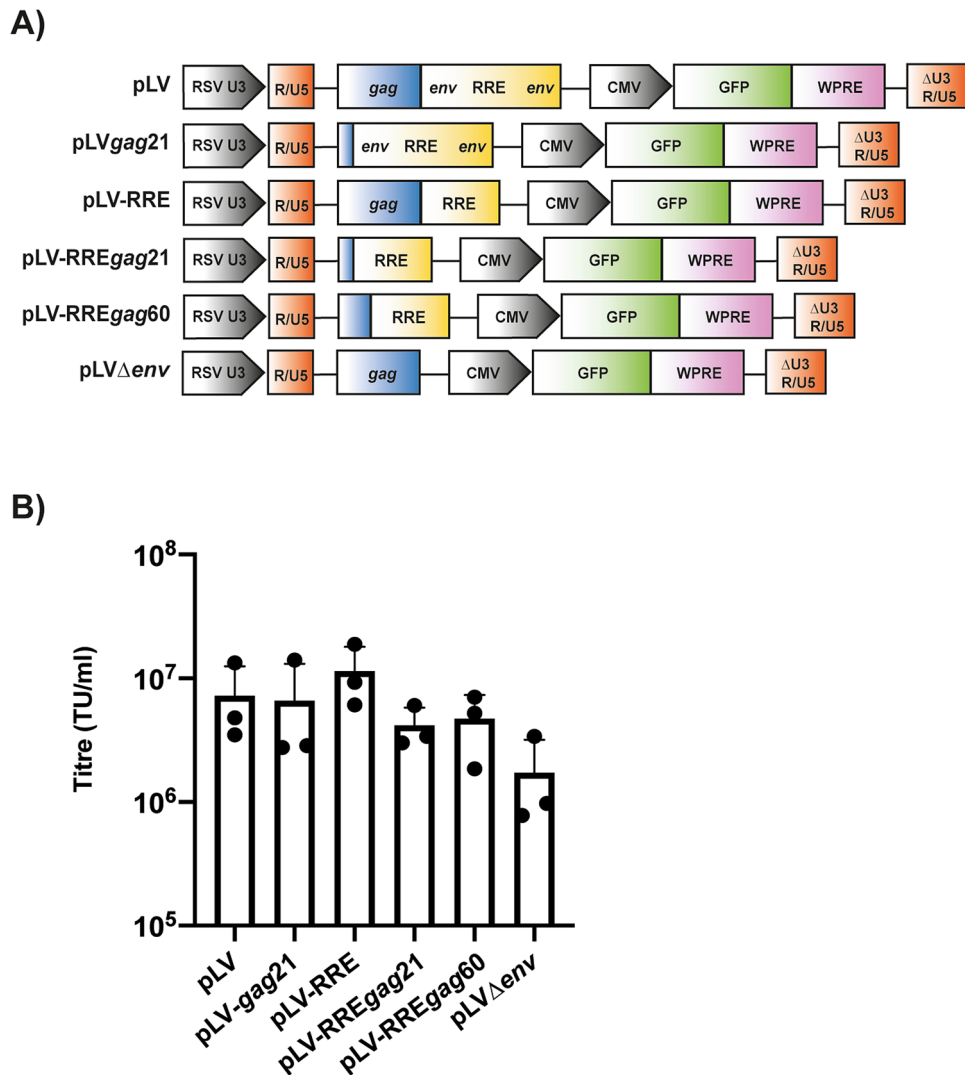 A)
pLV RSV U3 R/U5 gag env RRE env CMV GFP WPRE ΔU3 R/U5
pLVgag21 RSV U3 R/U5 env RRE env CMV GFP WPRE ΔU3 R/U5
pLV-RRE RSV U3 R/U5 gag RRE CMV GFP WPRE ΔU3 R/U5
pLV-RREgag21 RSV U3 R/U5 RRE CMV GFP WPRE ΔU3 R/U5
pLV-RREgag60 RSV U3 R/U5 RRE CMV GFP WPRE ΔU3 R/U5
pLVΔenv RSV U3 R/U5 gag CMV GFP WPRE ΔU3 R/U5
B)
Titre (TU/ml)
10⁸
10⁷
10⁶
10⁵
pLV
pLV-gag21
pLV-RRE
pLV-RREgag21
pLV-RREgag60
pLVΔenv